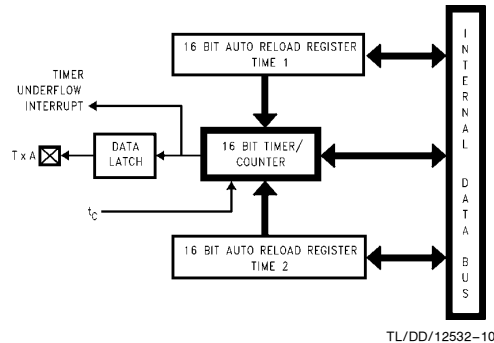 16 BIT AUTO RELOAD REGISTER
TIME 1
TIMER
UNDERFLOW
INTERRUPT
T x A
DATA
LATCH
16 BIT TIMER/
COUNTER
tC
16 BIT AUTO RELOAD REGISTER
TIME 2
INTERNAL DATA BUS
TL/DD/12532-10